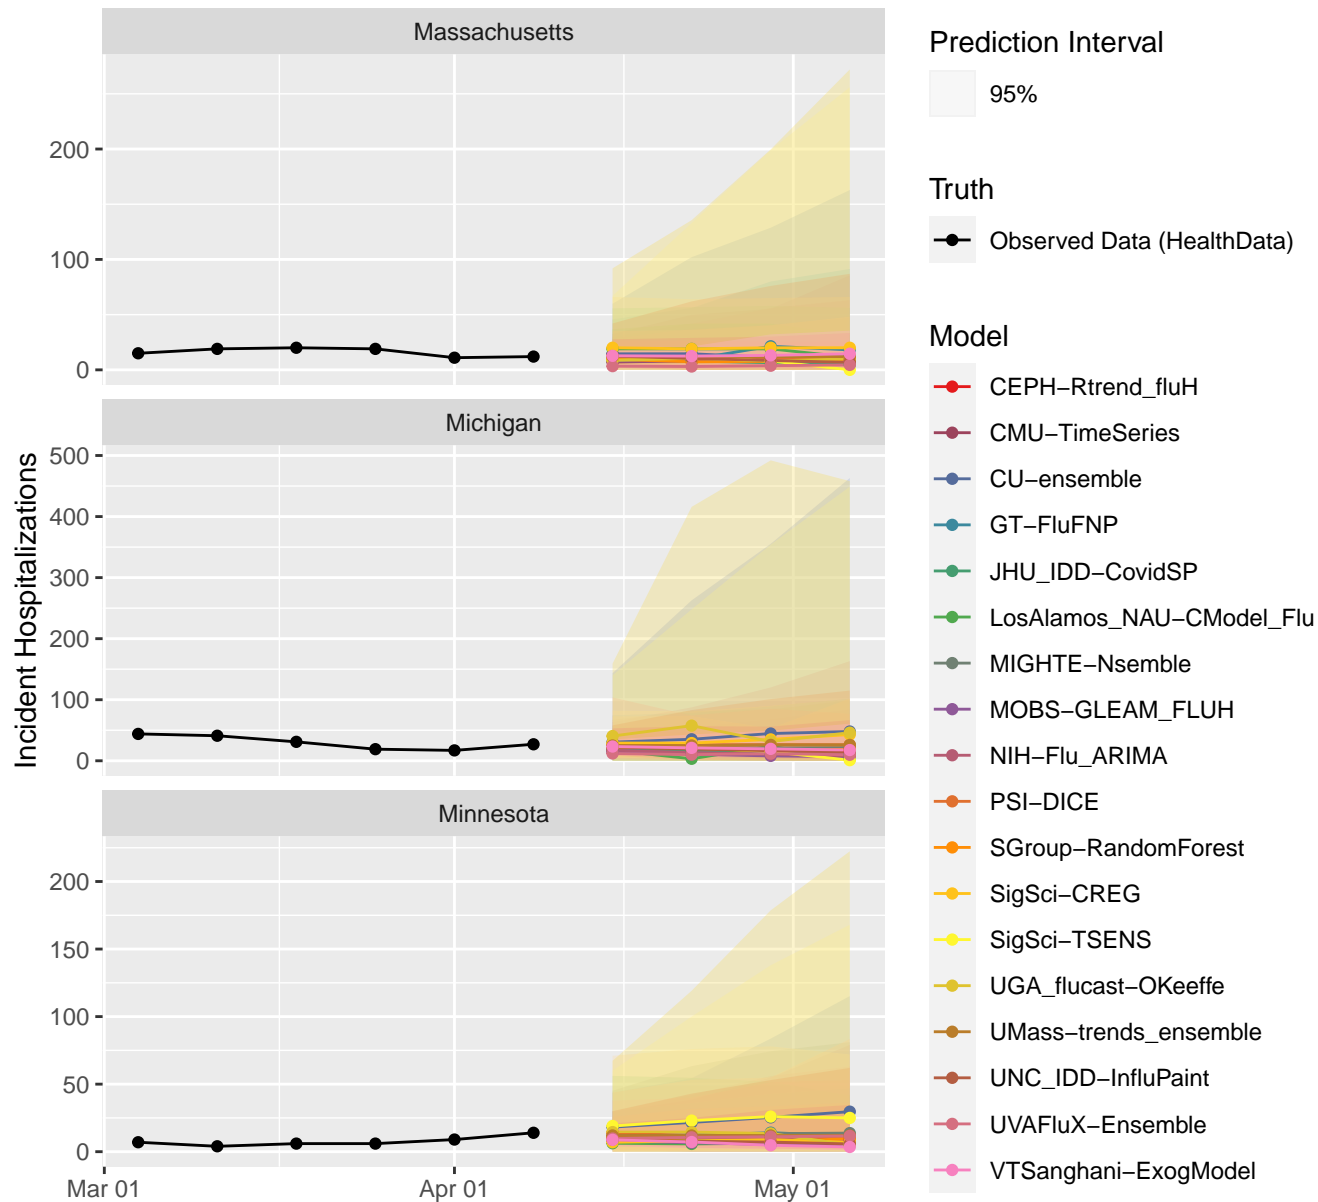 Massachusetts
200
100
0
Michigan
500
400
300
200
100
0
Minnesota
200
150
100
50
0
Mar 01
Apr 01
May 01
Incident Hospitalizations
Prediction Interval
95%
Truth
Observed Data (HealthData)
Model
CEPH−Rtrend_fluH
CMU−TimeSeries
CU−ensemble
GT−FluFNP
JHU_IDD−CovidSP
LosAlamos_NAU−CModel_Flu
MIGHTE−Nsemble
MOBS−GLEAM_FLUH
NIH−Flu_ARIMA
PSI−DICE
SGroup−RandomForest
SigSci−CREG
SigSci−TSENS
UGA_flucast−OKeeffe
UMass−trends_ensemble
UNC_IDD−InfluPaint
UVAFluX−Ensemble
VTSanghani−ExogModel